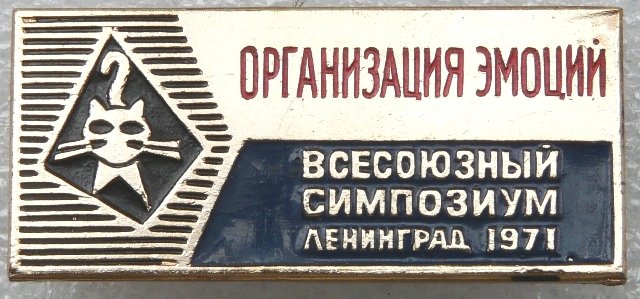 ОРГАНИЗАЦИЯ ЭМОЦИЙ
ВСЕСОЮЗНЫЙ
СИМПОЗИУМ
ЛЕНИНГРАД 1971